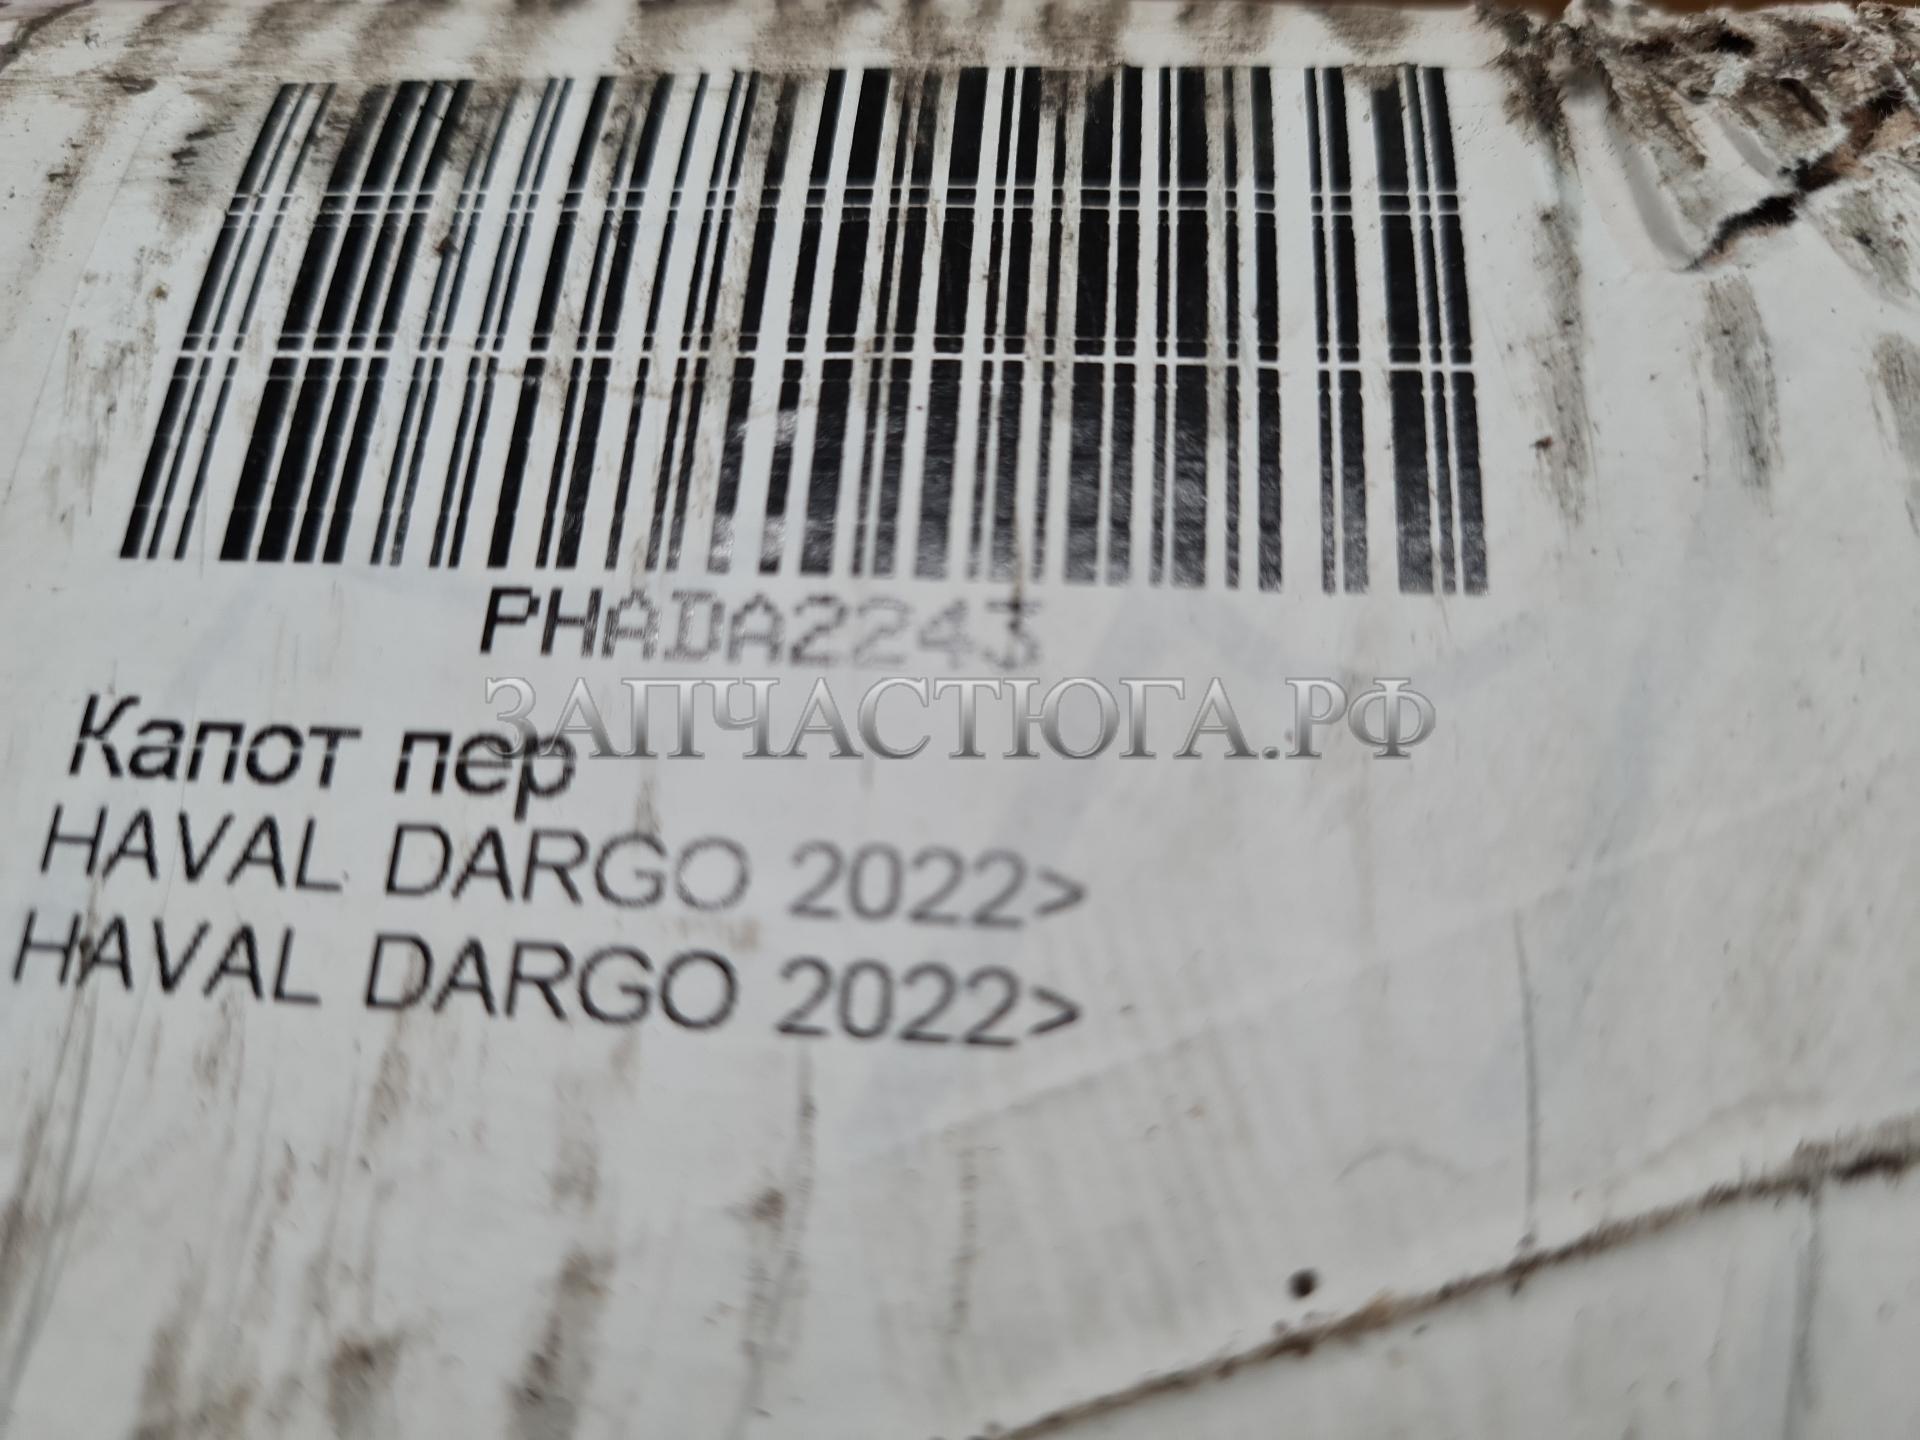 PHADA2243
ЗАПЧАСТЮГА.РФ
Капот пер
HAVAL DARGO 2022>
HAVAL DARGO 2022>